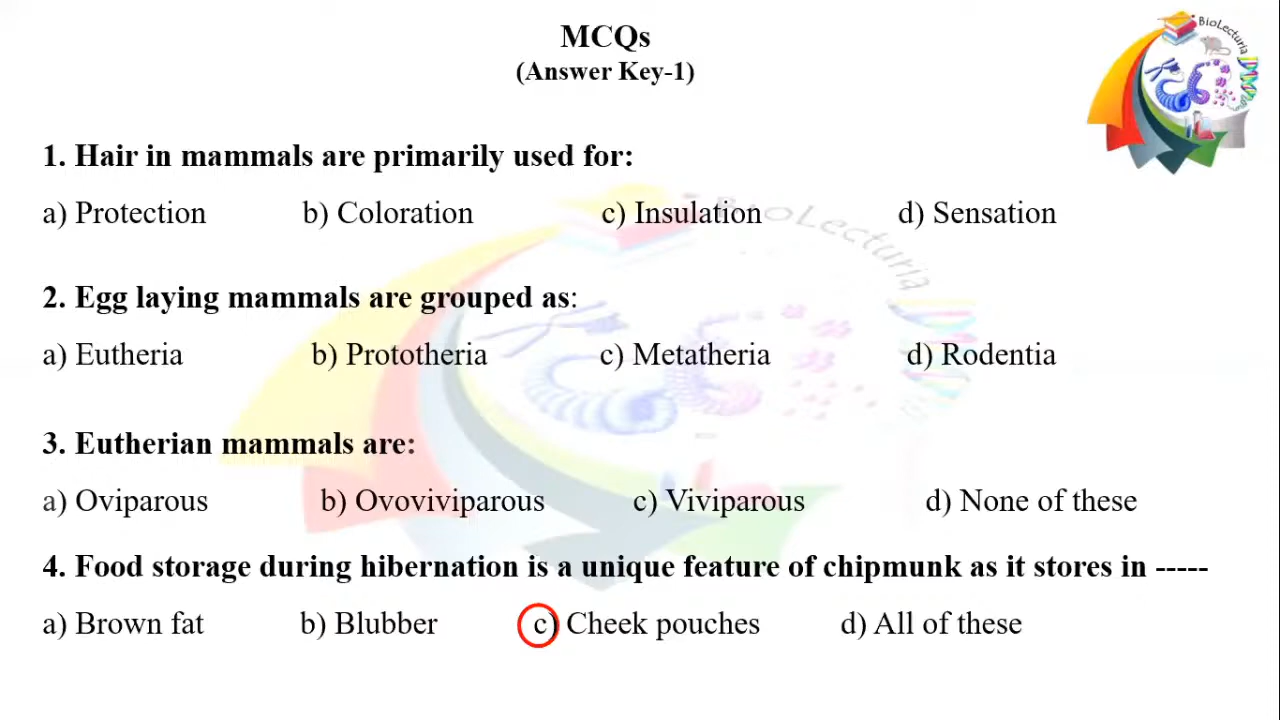 MCQs
(Answer Key-1)
BioLecturia
1. Hair in mammals are primarily used for:
a) Protection b) Coloration c) Insulation d) Sensation
BioLecturia
2. Egg laying mammals are grouped as:
a) Eutheria b) Prototheria c) Metatheria d) Rodentia
3. Eutherian mammals are:
a) Oviparous b) Ovoviviparous c) Viviparous d) None of these
4. Food storage during hibernation is a unique feature of chipmunk as it stores in -----
a) Brown fat b) Blubber c) Cheek pouches d) All of these